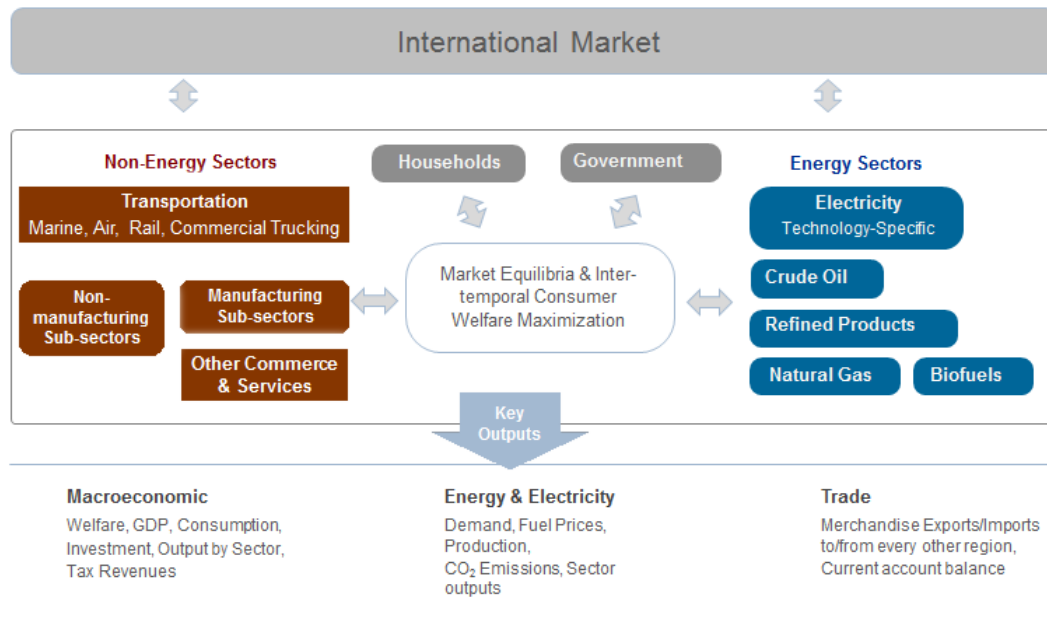 International Market
Non-Energy Sectors
Households
Government
Energy Sectors
Transportation
Marine, Air, Rail, Commercial Trucking
Electricity
Technology-Specific
Market Equilibria & Inter-
temporal Consumer
Welfare Maximization
Crude Oil
Non-
manufacturing
Sub-sectors
Manufacturing
Sub-sectors
Refined Products
Other Commerce
& Services
Natural Gas
Biofuels
Key
Outputs
Macroeconomic
Welfare, GDP, Consumption,
Investment, Output by Sector,
Tax Revenues
Energy & Electricity
Demand, Fuel Prices,
Production,
CO₂ Emissions, Sector
outputs
Trade
Merchandise Exports/Imports
to/from every other region,
Current account balance